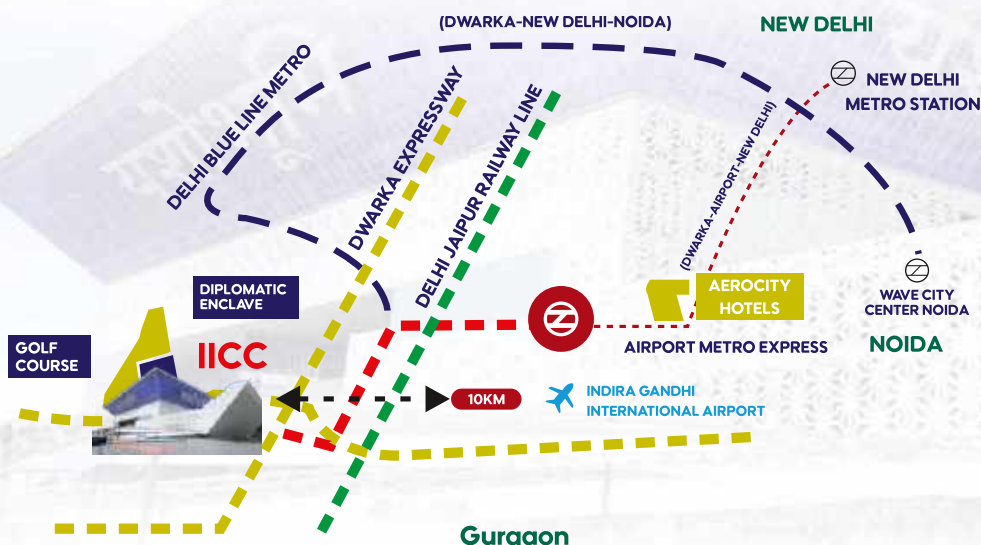 (DWARKA-NEW DELHI-NOIDA)
NEW DELHI
DELHI BLUE LINE METRO
DWARKA EXPRESSWAY
DELHI JAIPUR RAILWAY LINE
NEW DELHI
METRO STATION
(DWARKA-AIRPORT-NEW DELHI)
DIPLOMATIC
ENCLAVE
AEROCITY
HOTELS
WAVE CITY
CENTER NOIDA
GOLF
COURSE
IICC
AIRPORT METRO EXPRESS
NOIDA
10KM
INDIRA GANDHI
INTERNATIONAL AIRPORT
Gurgaon